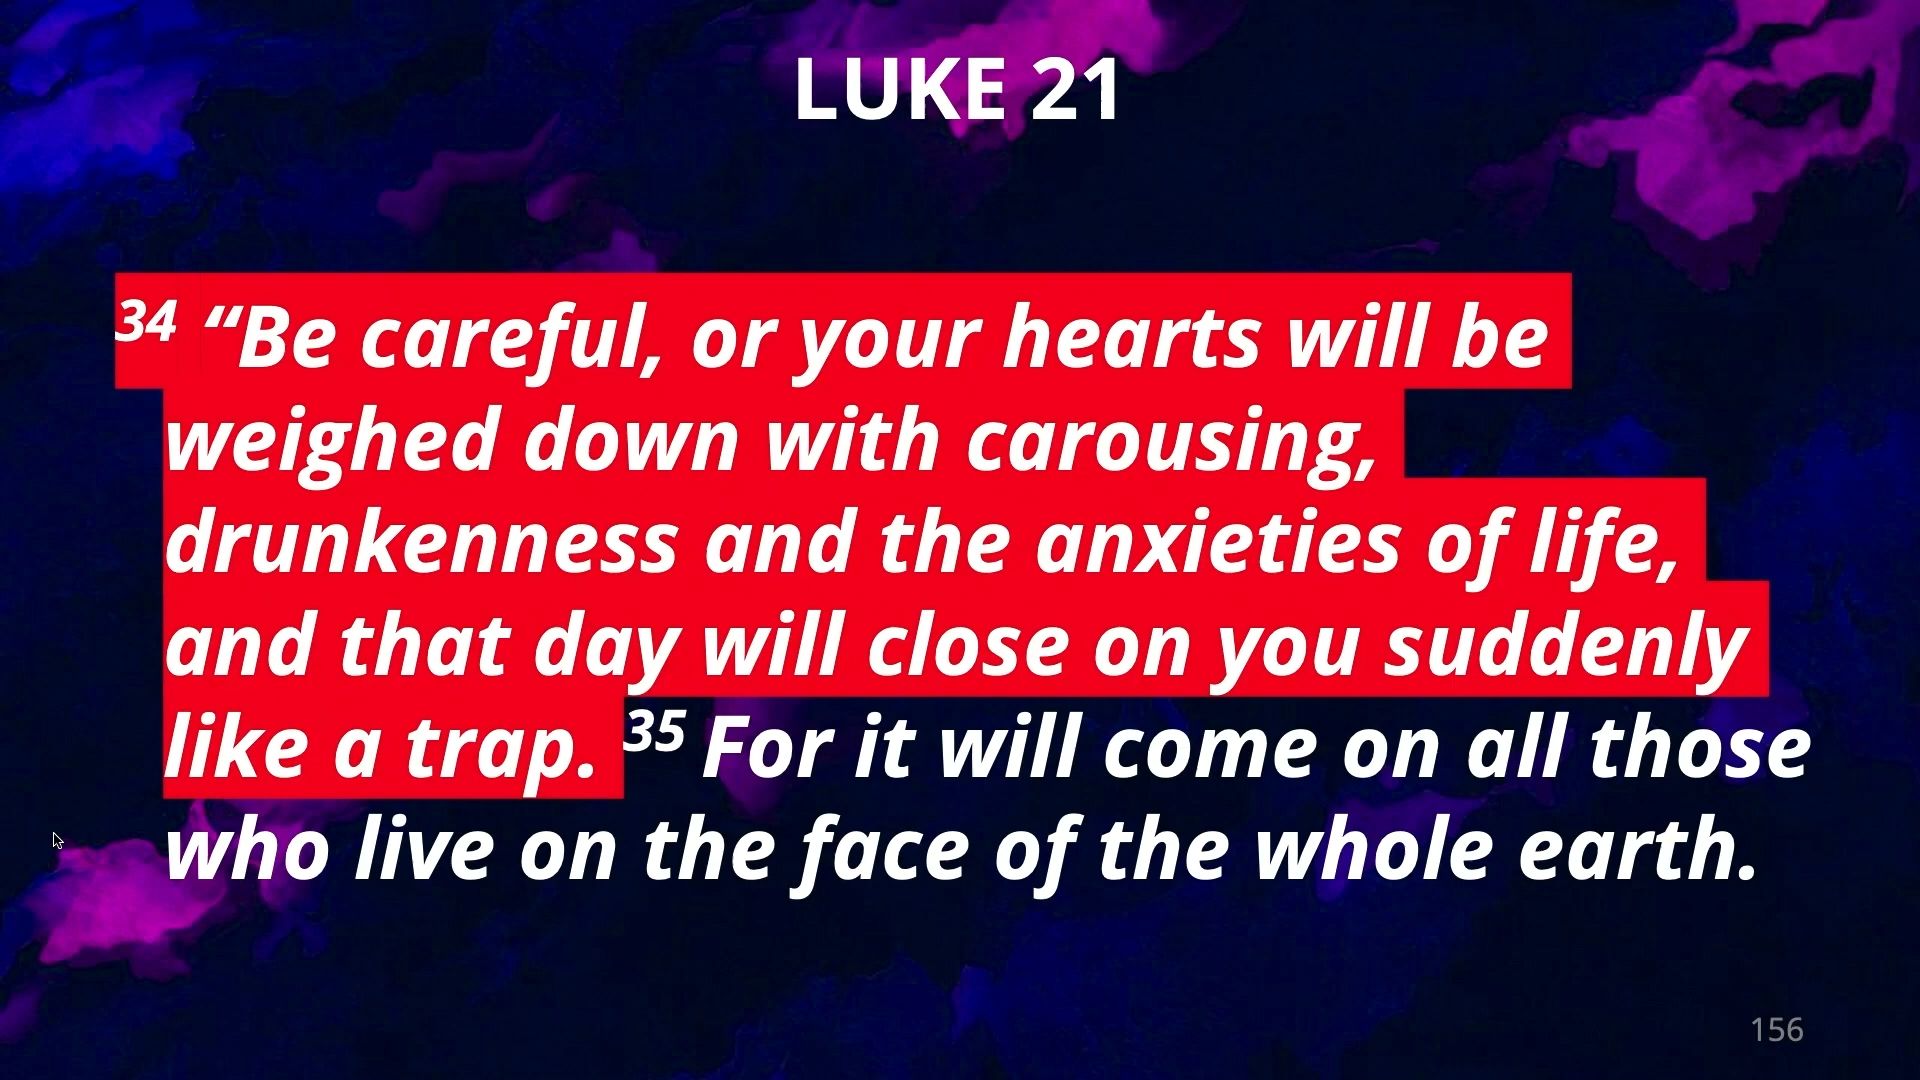 LUKE 21
34 “Be careful, or your hearts will be
weighed down with carousing,
drunkenness and the anxieties of life,
and that day will close on you suddenly
like a trap. 35 For it will come on all those
who live on the face of the whole earth.
156